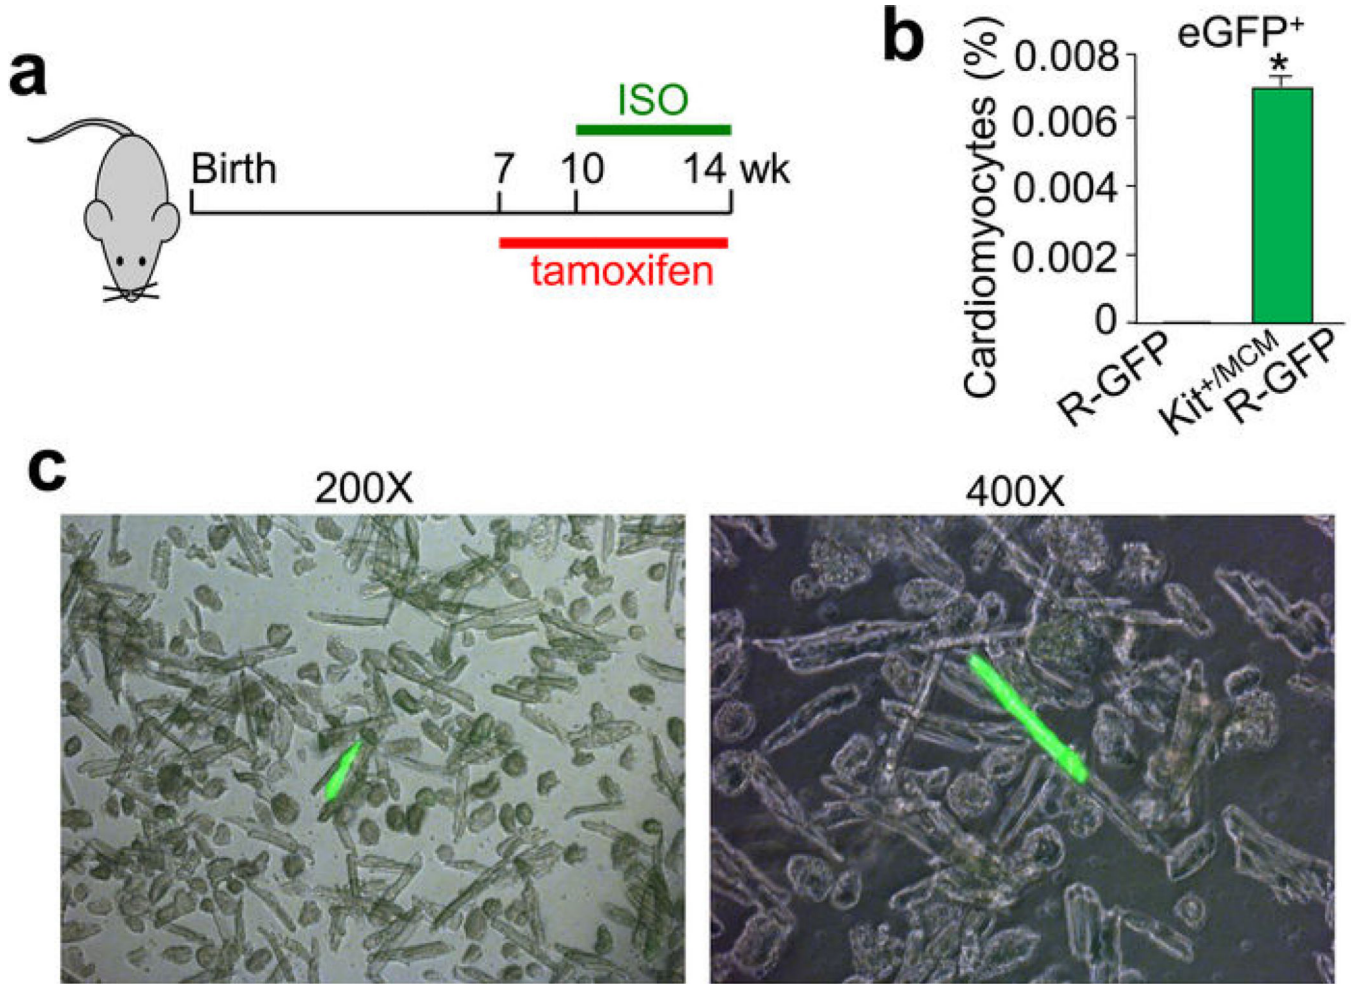 a
ISO
Birth 7 10 14 wk
tamoxifen
b
eGFP+
*
Cardiomyocytes (%)
0.008
0.006
0.004
0.002
0
R-GFP
Kit+/MCM
R-GFP
c
200X
400X